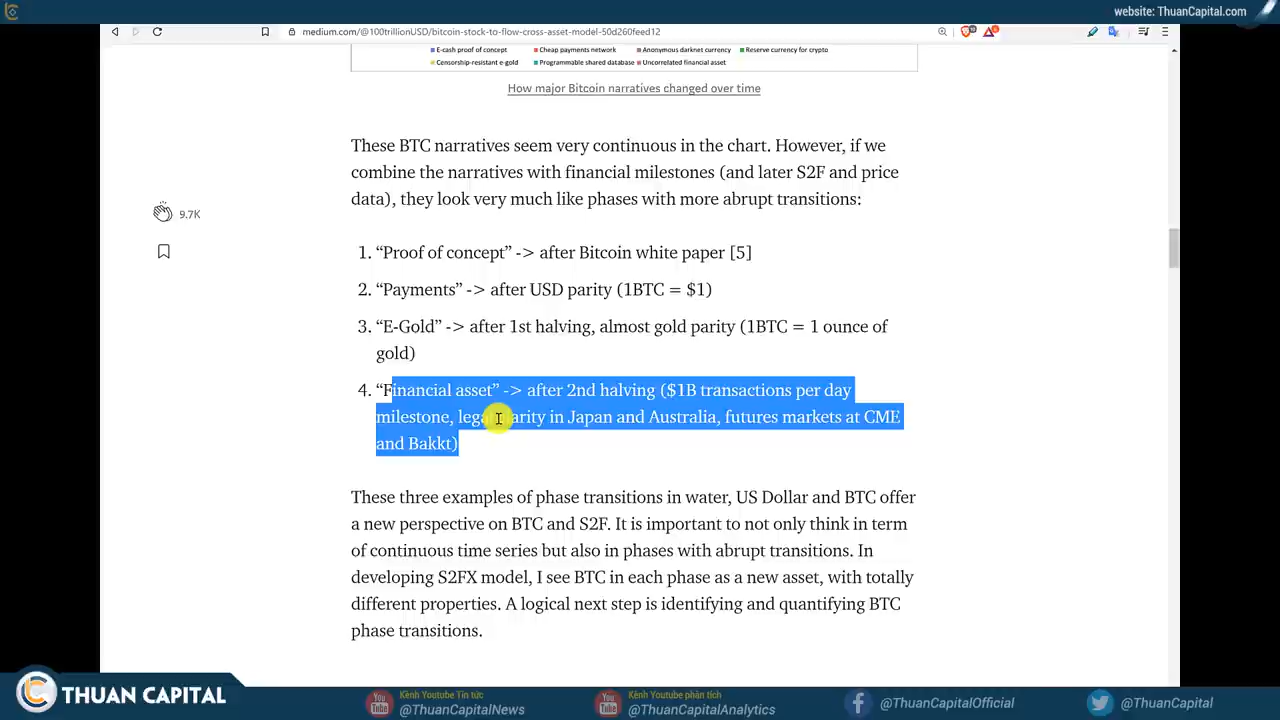 website: ThuanCapital.com
medium.com/@100trillionUSD/bitcoin-stock-to-flow-cross-asset-model-50d260feed12
E-cash proof of concept Cheap payments network Anonymous darknet currency Reserve currency for crypto
Censorship-resistant e-gold Programmable shared database Uncorrelated financial asset
How major Bitcoin narratives changed over time
These BTC narratives seem very continuous in the chart. However, if we
combine the narratives with financial milestones (and later S2F and price
data), they look very much like phases with more abrupt transitions:
9.7K
1. “Proof of concept” -> after Bitcoin white paper [5]
2. “Payments” -> after USD parity (1BTC = $1)
3. “E-Gold” -> after 1st halving, almost gold parity (1BTC = 1 ounce of
gold)
4. “Financial asset” -> after 2nd halving ($1B transactions per day
milestone, legal parity in Japan and Australia, futures markets at CME
and Bakkt)
These three examples of phase transitions in water, US Dollar and BTC offer
a new perspective on BTC and S2F. It is important to not only think in term
of continuous time series but also in phases with abrupt transitions. In
developing S2FX model, I see BTC in each phase as a new asset, with totally
different properties. A logical next step is identifying and quantifying BTC
phase transitions.
THUAN CAPITAL
You Tube
Kênh Youtube Tin tức
@ThuanCapitalNews
You Tube
Kênh Youtube phân tích
@ThuanCapitalAnalytics
@ThuanCapitalOfficial
@ThuanCapital